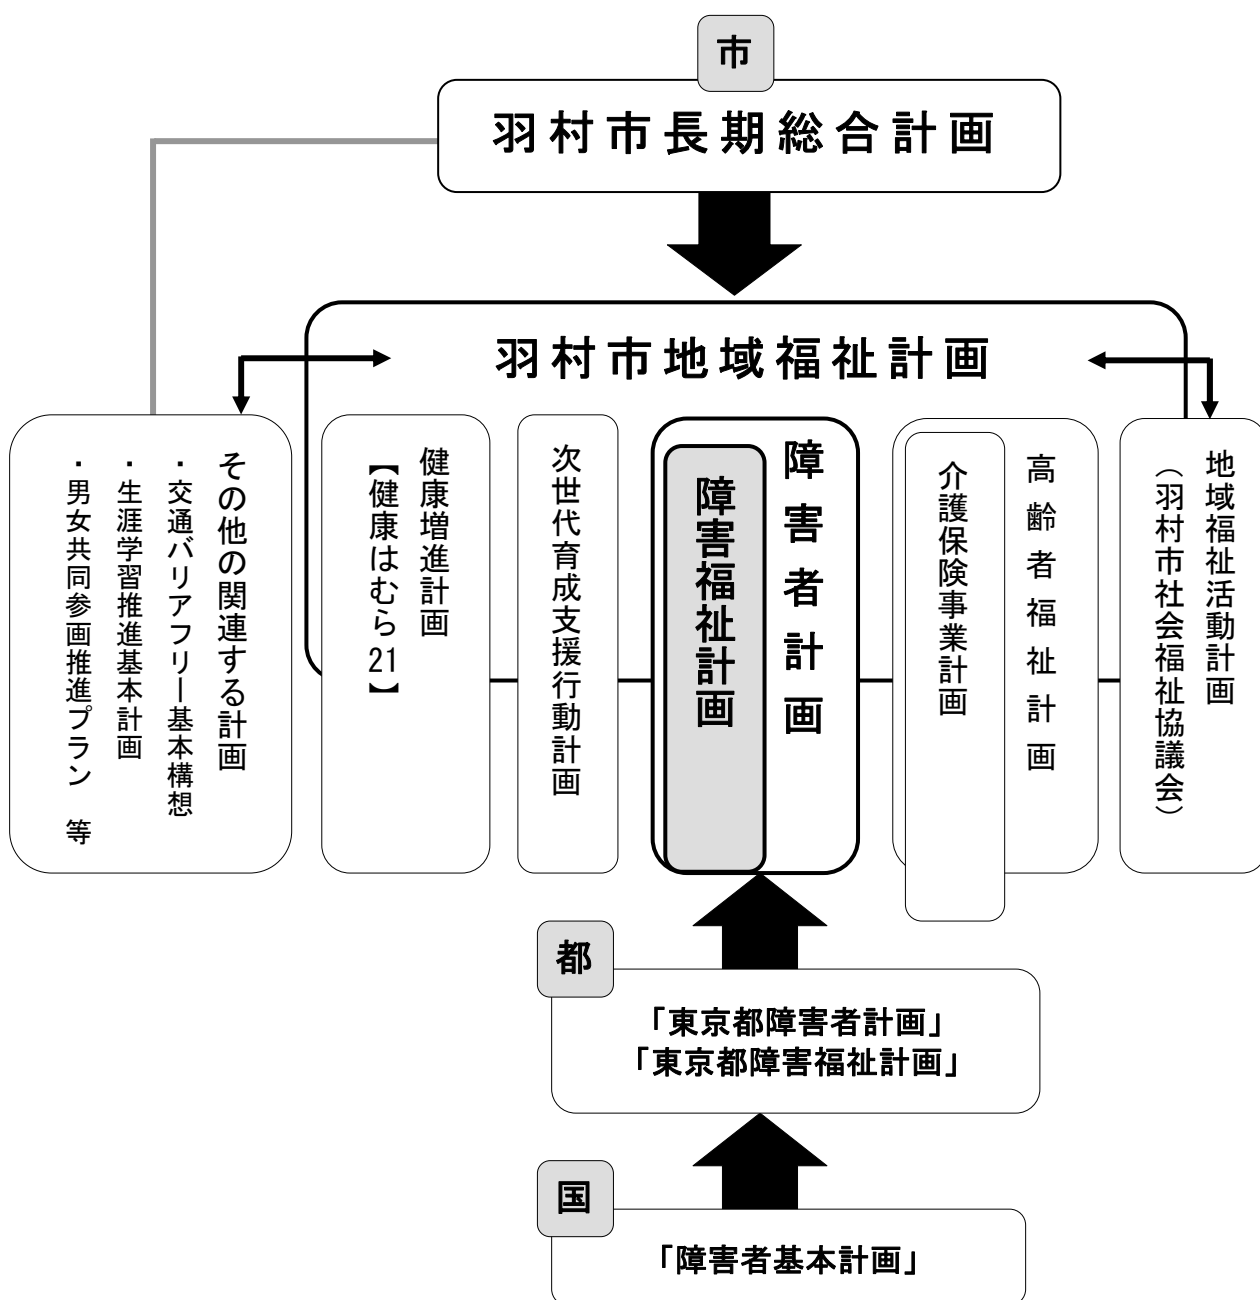 市
羽村市長期総合計画
羽村市地域福祉計画
地域福祉活動計画
（羽村市社会福祉協議会）
高齢者福祉計画
介護保険事業計画
障害者計画
障害福祉計画
次世代育成支援行動計画
健康増進計画
【健康はむら21】
その他の関連する計画
・交通バリアフリー基本構想
・生涯学習推進基本計画
・男女共同参画推進プラン　等
都
「東京都障害者計画」
「東京都障害福祉計画」
国
「障害者基本計画」